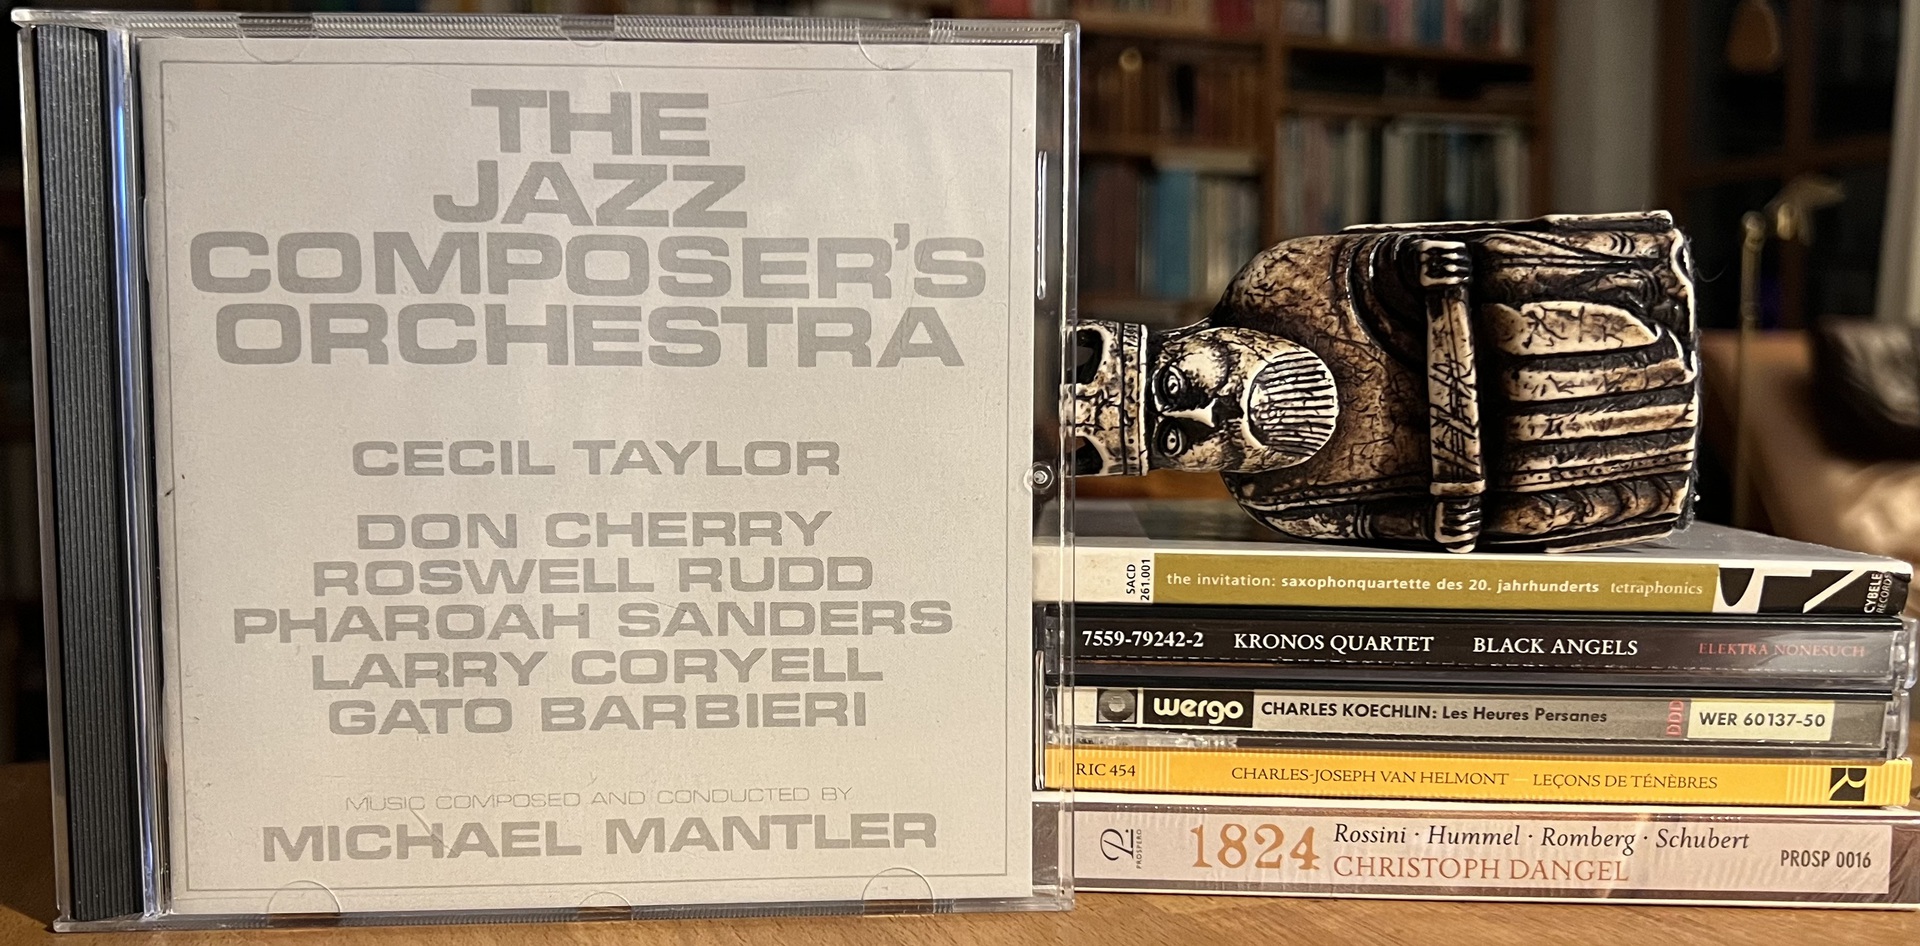 THE
JAZZ
COMPOSER'S
ORCHESTRA
CECIL TAYLOR
DON CHERRY
ROSWELL RUDD
PHAROAH SANDERS
LARRY CORYELL
GATO BARBIERI
MUSIC COMPOSED AND CONDUCTED BY
MICHAEL MANTLER
SACD
261.001
the invitation: saxophonquartette des 20. jahrhunderts tetraphonics
CYBELE
RECORDS
7559-79242-2 KRONOS QUARTET BLACK ANGELS ELEKTRA NONESUCH
wergo CHARLES KOECHLIN: Les Heures Persanes DDD WER 60137-50
RIC 454 CHARLES-JOSEPH VAN HELMONT — LEÇONS DE TÉNÈBRES R
P. PROSPERO
1824 Rossini · Hummel · Romberg · Schubert
CHRISTOPH DANGEL
PROSP 0016